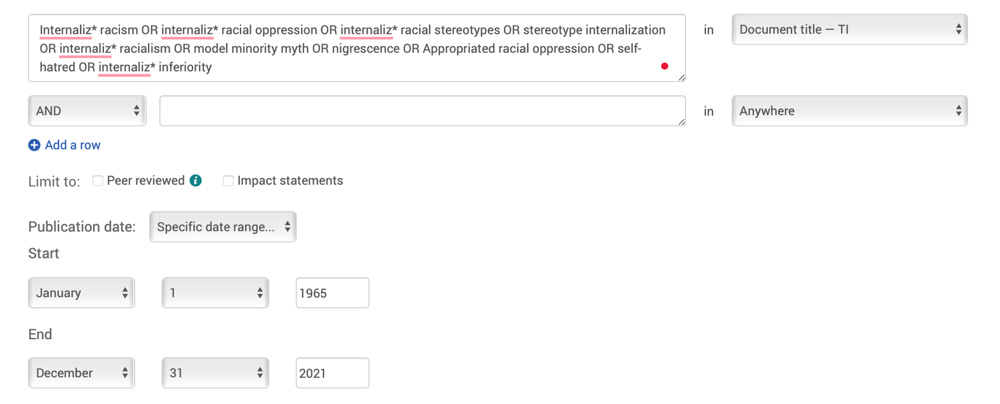 Internaliz* racism OR internaliz* racial oppression OR internaliz* racial stereotypes OR stereotype internalization
OR internaliz* racialism OR model minority myth OR nigrescence OR Appropriated racial oppression OR self-
hatred OR internaliz* inferiority
in
Document title — TI
AND
in
Anywhere
Add a row
Limit to:
Peer reviewed
i
Impact statements
Publication date:
Specific date range...
Start
January
1
1965
End
December
31
2021